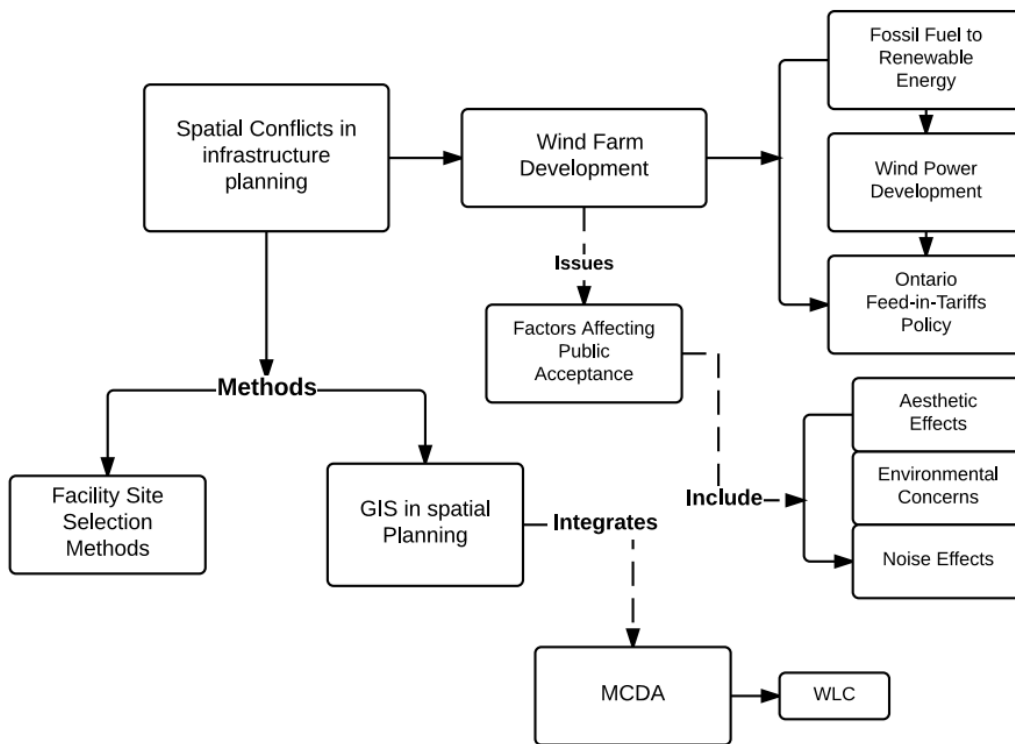 Fossil Fuel to
Renewable
Energy
Spatial Conflicts in
infrastructure
planning
Wind Farm
Development
Wind Power
Development
Issues
Ontario
Feed-in-Tariffs
Policy
Factors Affecting
Public
Acceptance
Methods
Aesthetic
Effects
Environmental
Concerns
Noise Effects
Include
Facility Site
Selection
Methods
GIS in spatial
Planning
Integrates
MCDA
WLC